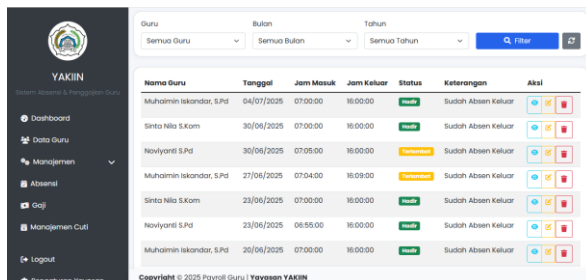 Guru Bulan Tahun
Semua Guru Semua Bulan Semua Tahun Filter
YAKIIN
Sistem Absensi & Penggajian Guru
Dashboard
Data Guru
Manajemen
Absensi
Gaji
Manajemen Cuti
Logout
Nama Guru Tanggal Jam Masuk Jam Keluar Status Keterangan Aksi
Muhaimin Iskandar, S.Pd 04/07/2025 07:00:00 16:00:00 Hadir Sudah Absen Keluar
Sinta Nila S.Kom 30/06/2025 07:00:00 16:00:00 Hadir Sudah Absen Keluar
Noviyanti S.Pd 30/06/2025 07:05:00 16:00:00 Terlambat Sudah Absen Keluar
Muhaimin Iskandar, S.Pd 27/06/2025 07:04:00 16:09:00 Terlambat Sudah Absen Keluar
Sinta Nila S.Kom 23/06/2025 07:00:00 16:00:00 Hadir Sudah Absen Keluar
Noviyanti S.Pd 23/06/2025 06:55:00 16:00:00 Hadir Sudah Absen Keluar
Muhaimin Iskandar, S.Pd 20/06/2025 07:00:00 16:00:00 Hadir Sudah Absen Keluar
Copyright © 2025 Payroll Guru | Yayasan YAKIIN